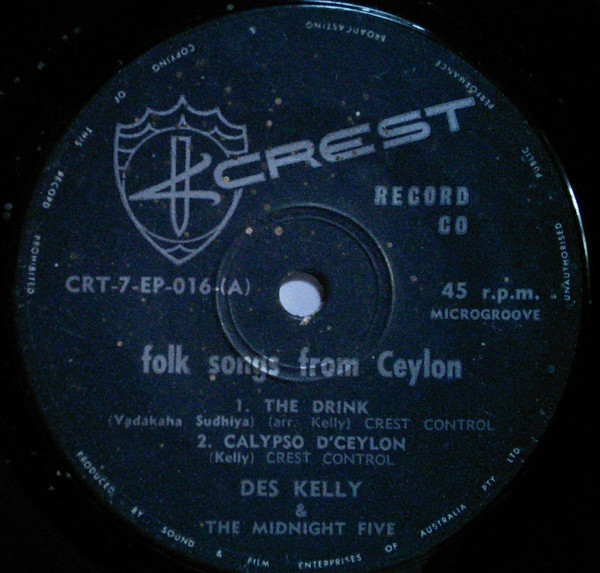 UNAUTHORISED PUBLIC PERFORMANCE BROADCASTING COPYING OF THIS RECORD PROHIBITED
CREST
RECORD
CO
CRT-7-EP-016-(A)
45 r.p.m.
MICROGROOVE
folk songs from Ceylon
1. THE DRINK
(Vadakaha Sudhiya) (arr. Kelly) CREST CONTROL
2. CALYPSO D'CEYLON
(Kelly) CREST CONTROL
DES KELLY
&
THE MIDNIGHT FIVE
PRODUCED BY SOUND & FILM ENTERPRISES OF AUSTRALIA PTY LTD